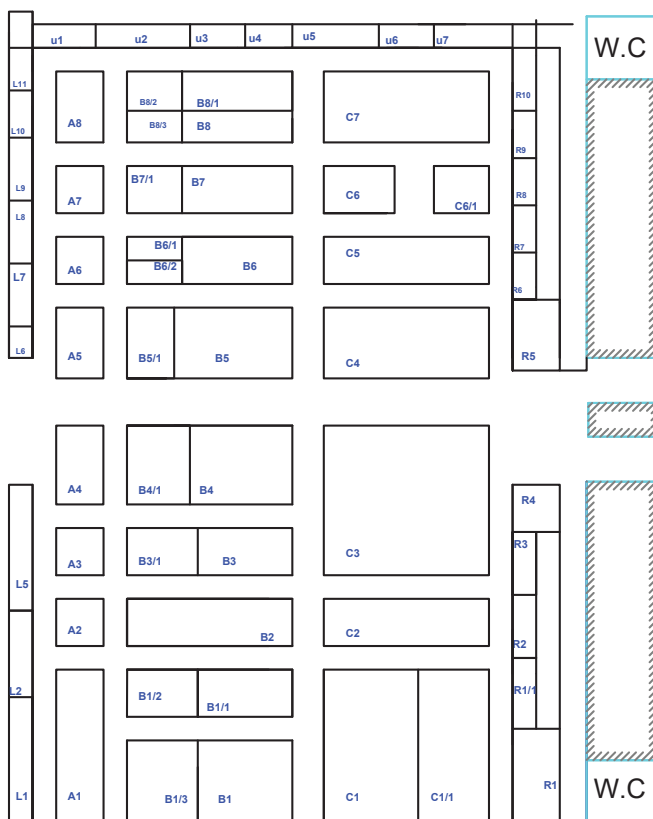 u1 u2 u3 u4 u5 u6 u7 W.C
L11 A8 B8/2 B8/1 C7 R10
L10 B8/3 B8 R9
L9 A7 B7/1 B7 C6 C6/1 R8
L8 B6/1 C5 R7
L7 A6 B6/2 B6 R6
L6 A5 B5/1 B5 C4 R5
A4 B4/1 B4 R4
L5 A3 B3/1 B3 C3 R3
A2 B2 C2 R2
L2 B1/2 B1/1 R1/1
L1 A1 B1/3 B1 C1 C1/1 R1 W.C